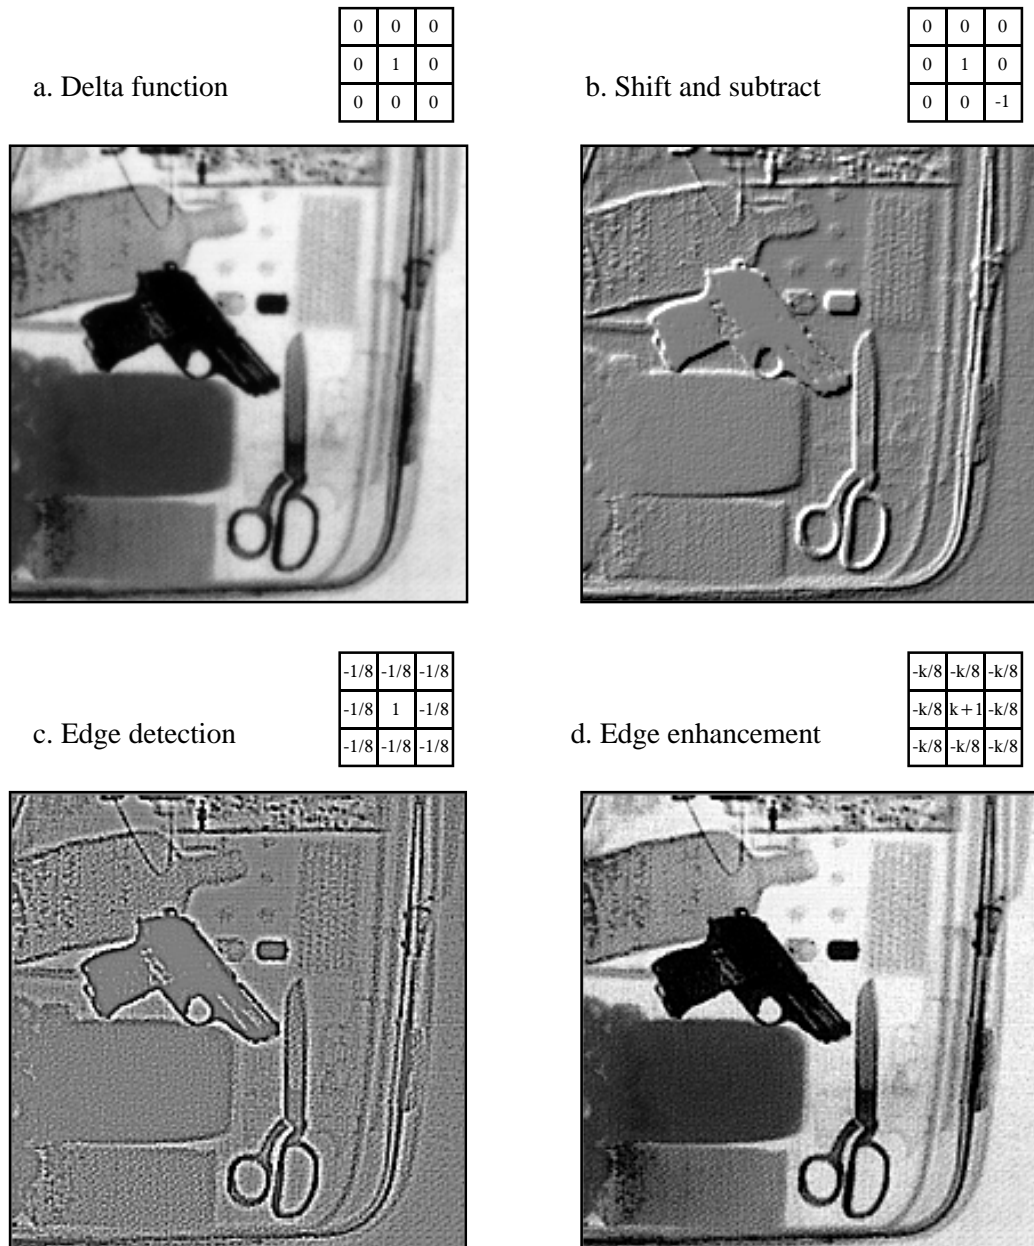 0 0 0
0 1 0
0 0 0
a. Delta function
0 0 0
0 1 0
0 0 -1
b. Shift and subtract
-1/8 -1/8 -1/8
-1/8 1 -1/8
-1/8 -1/8 -1/8
c. Edge detection
-k/8 -k/8 -k/8
-k/8 k+1 -k/8
-k/8 -k/8 -k/8
d. Edge enhancement